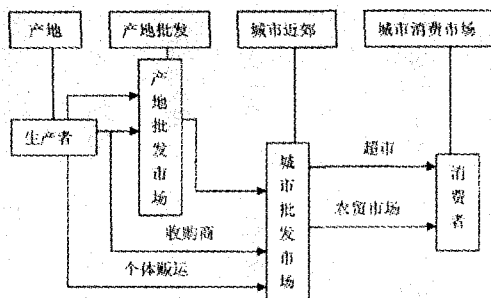 产地
产地批发
城市近郊
城市消费市场
生产者
产地批发市场
城市批发市场
超市
农贸市场
消费者
收购商
个体贩运